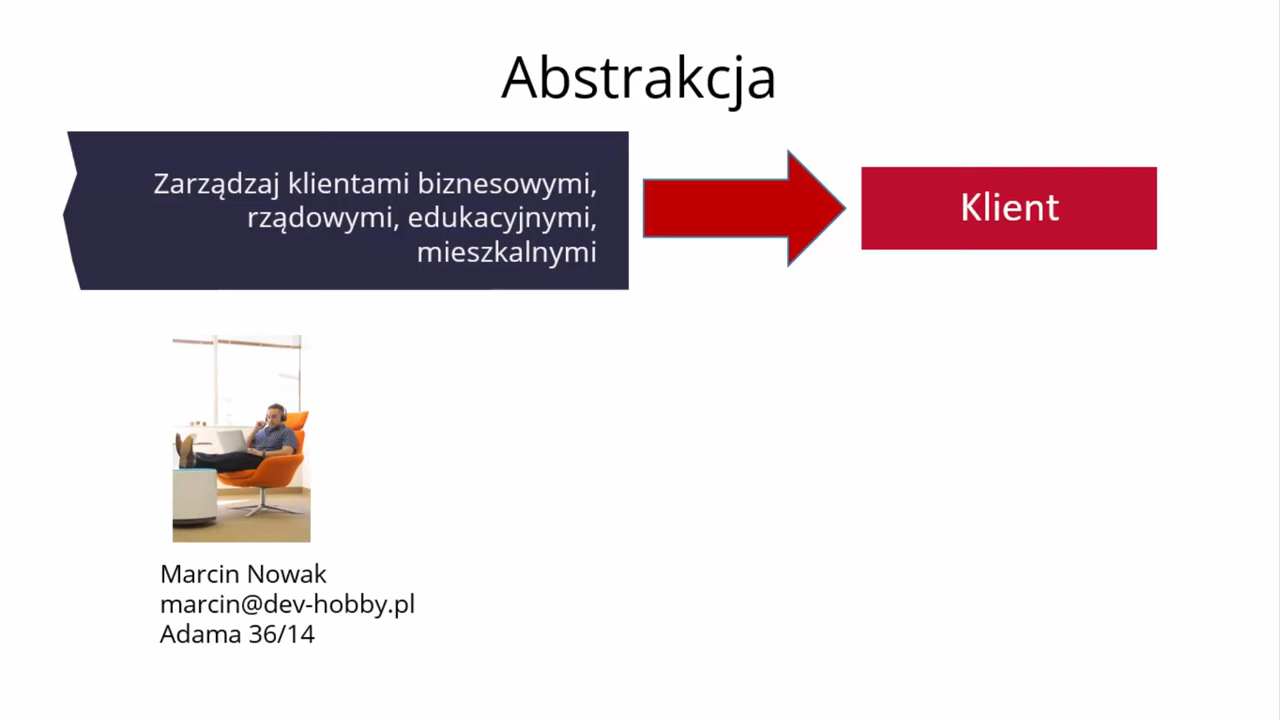 Abstrakcja
Zarządzaj klientami biznesowymi,
rządowymi, edukacyjnymi,
mieszkalnymi
Klient
Marcin Nowak
marcin@dev-hobby.pl
Adama 36/14